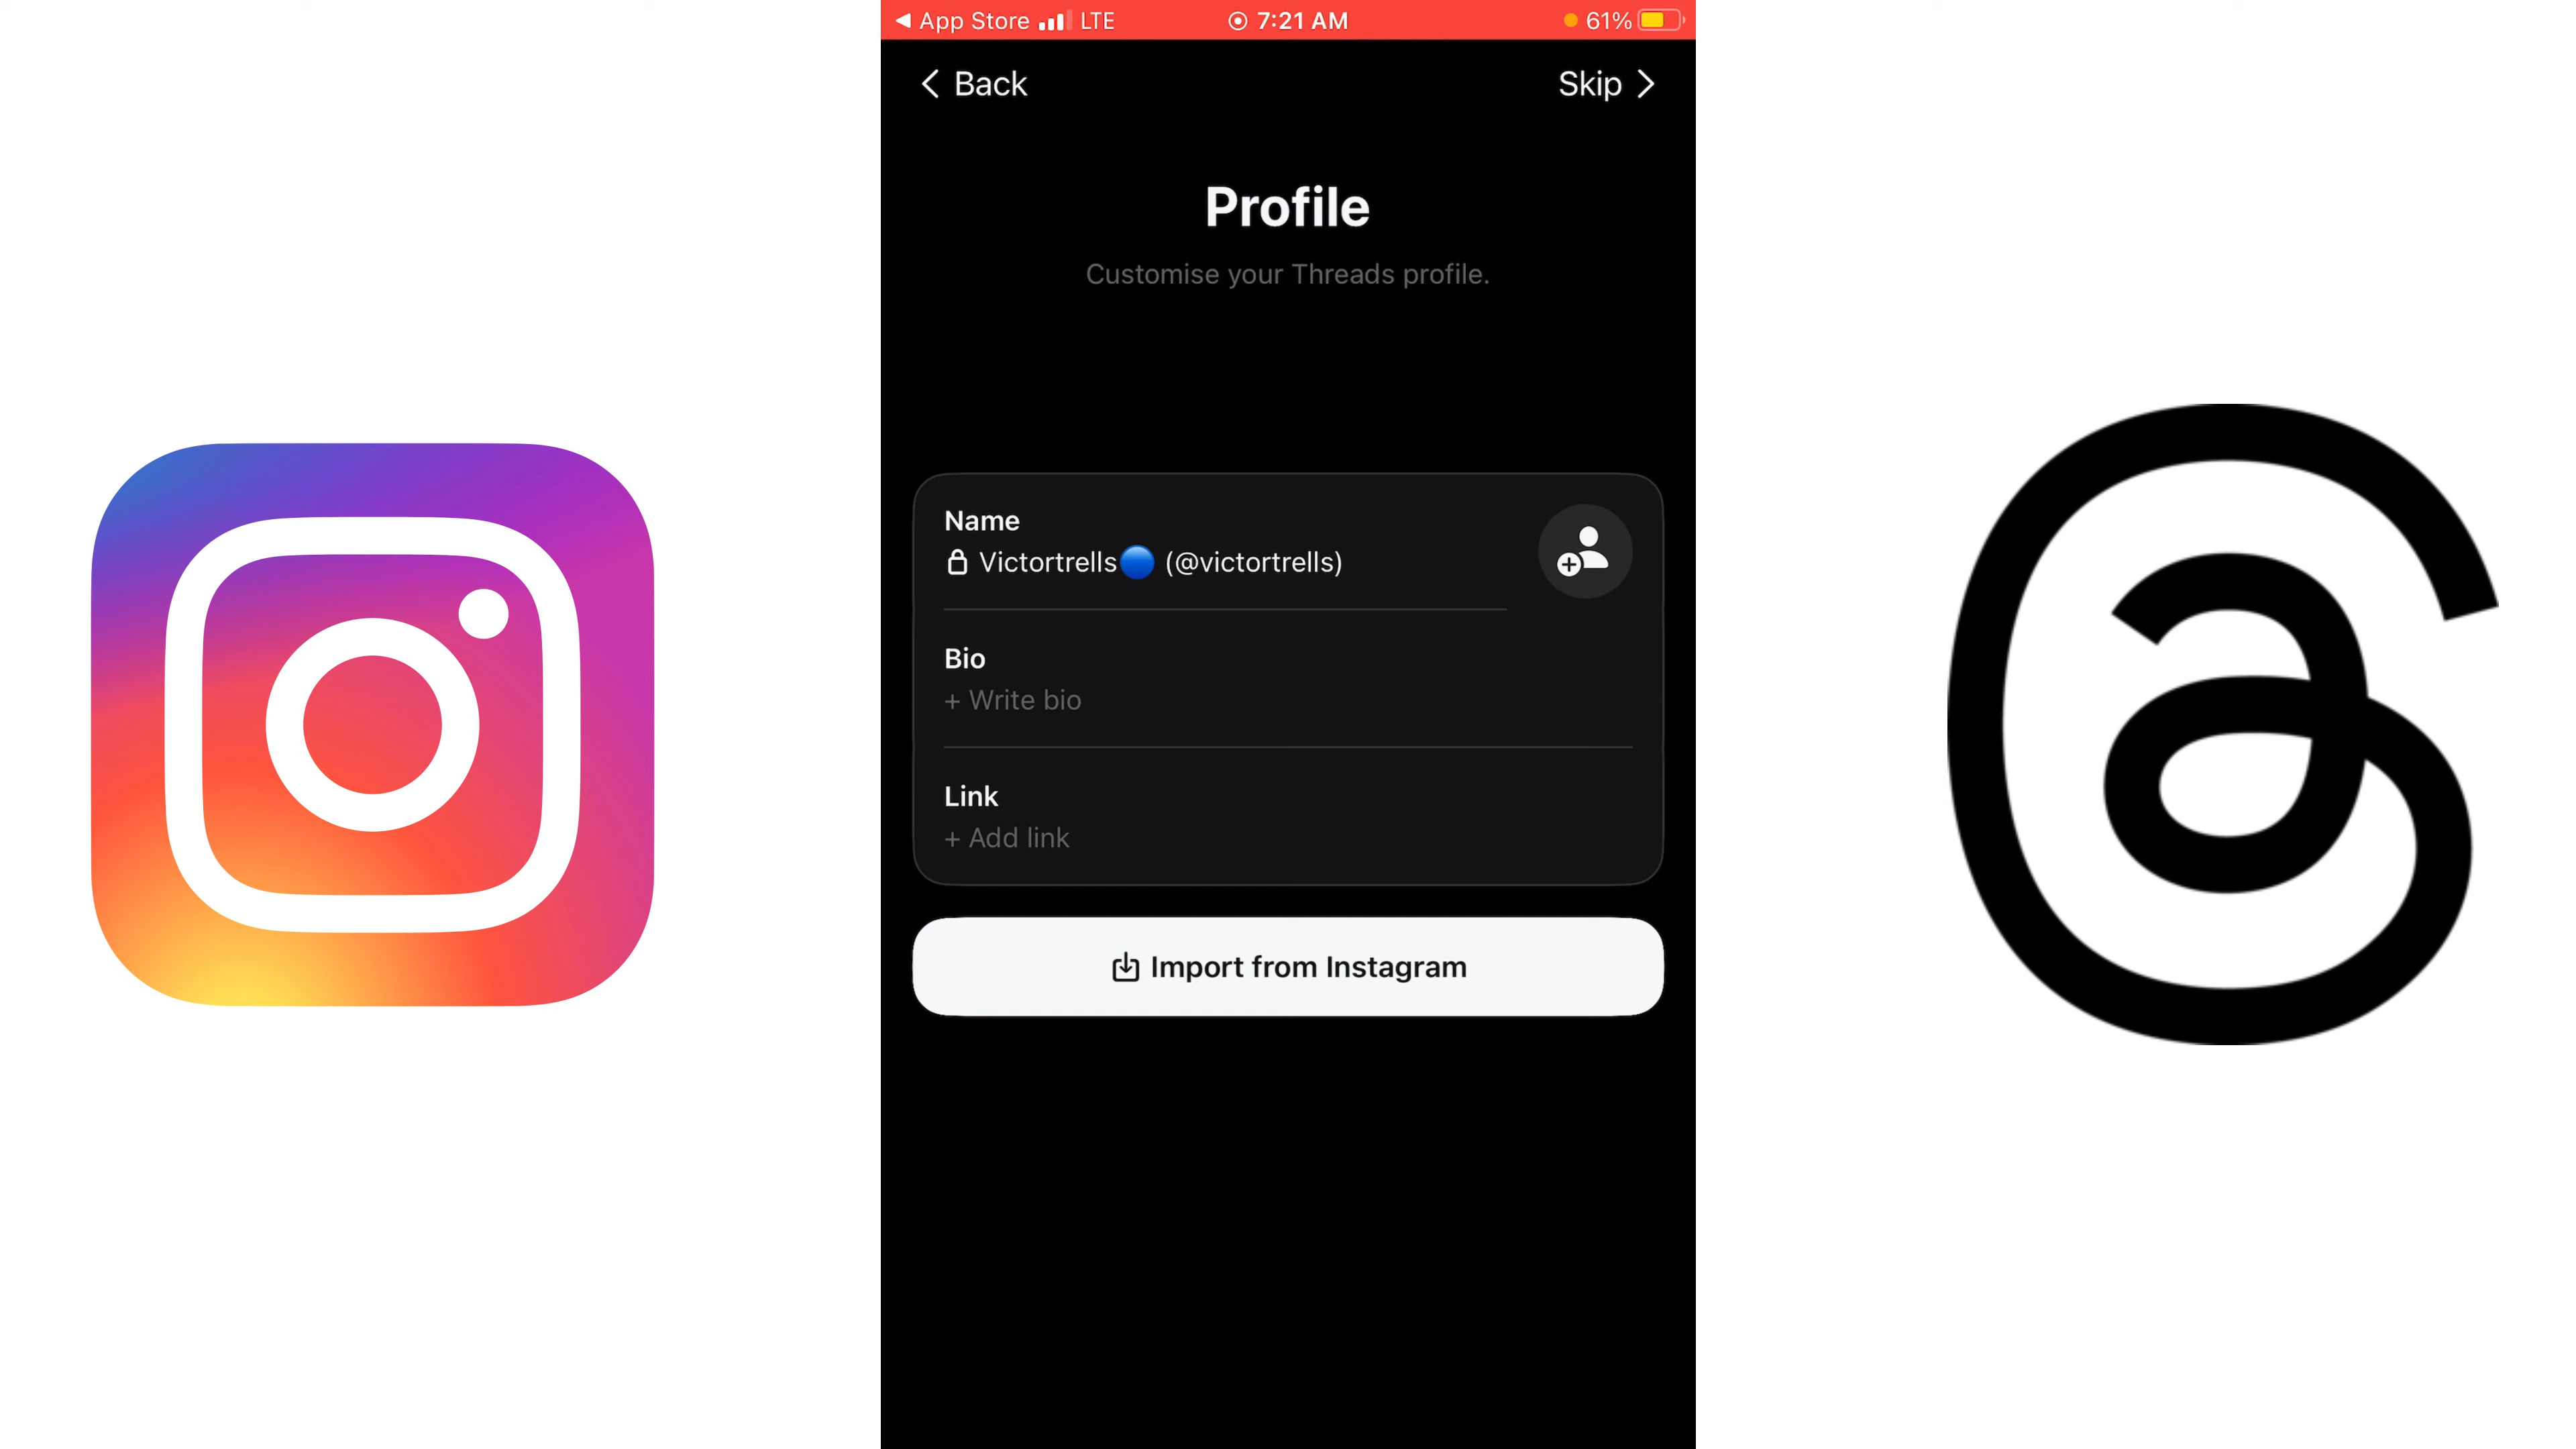 App Store LTE 7:21 AM 61%
Back Skip
Profile
Customise your Threads profile.
Name
Victortrells🔵 (@victortrells)
Bio
+ Write bio
Link
+ Add link
Import from Instagram